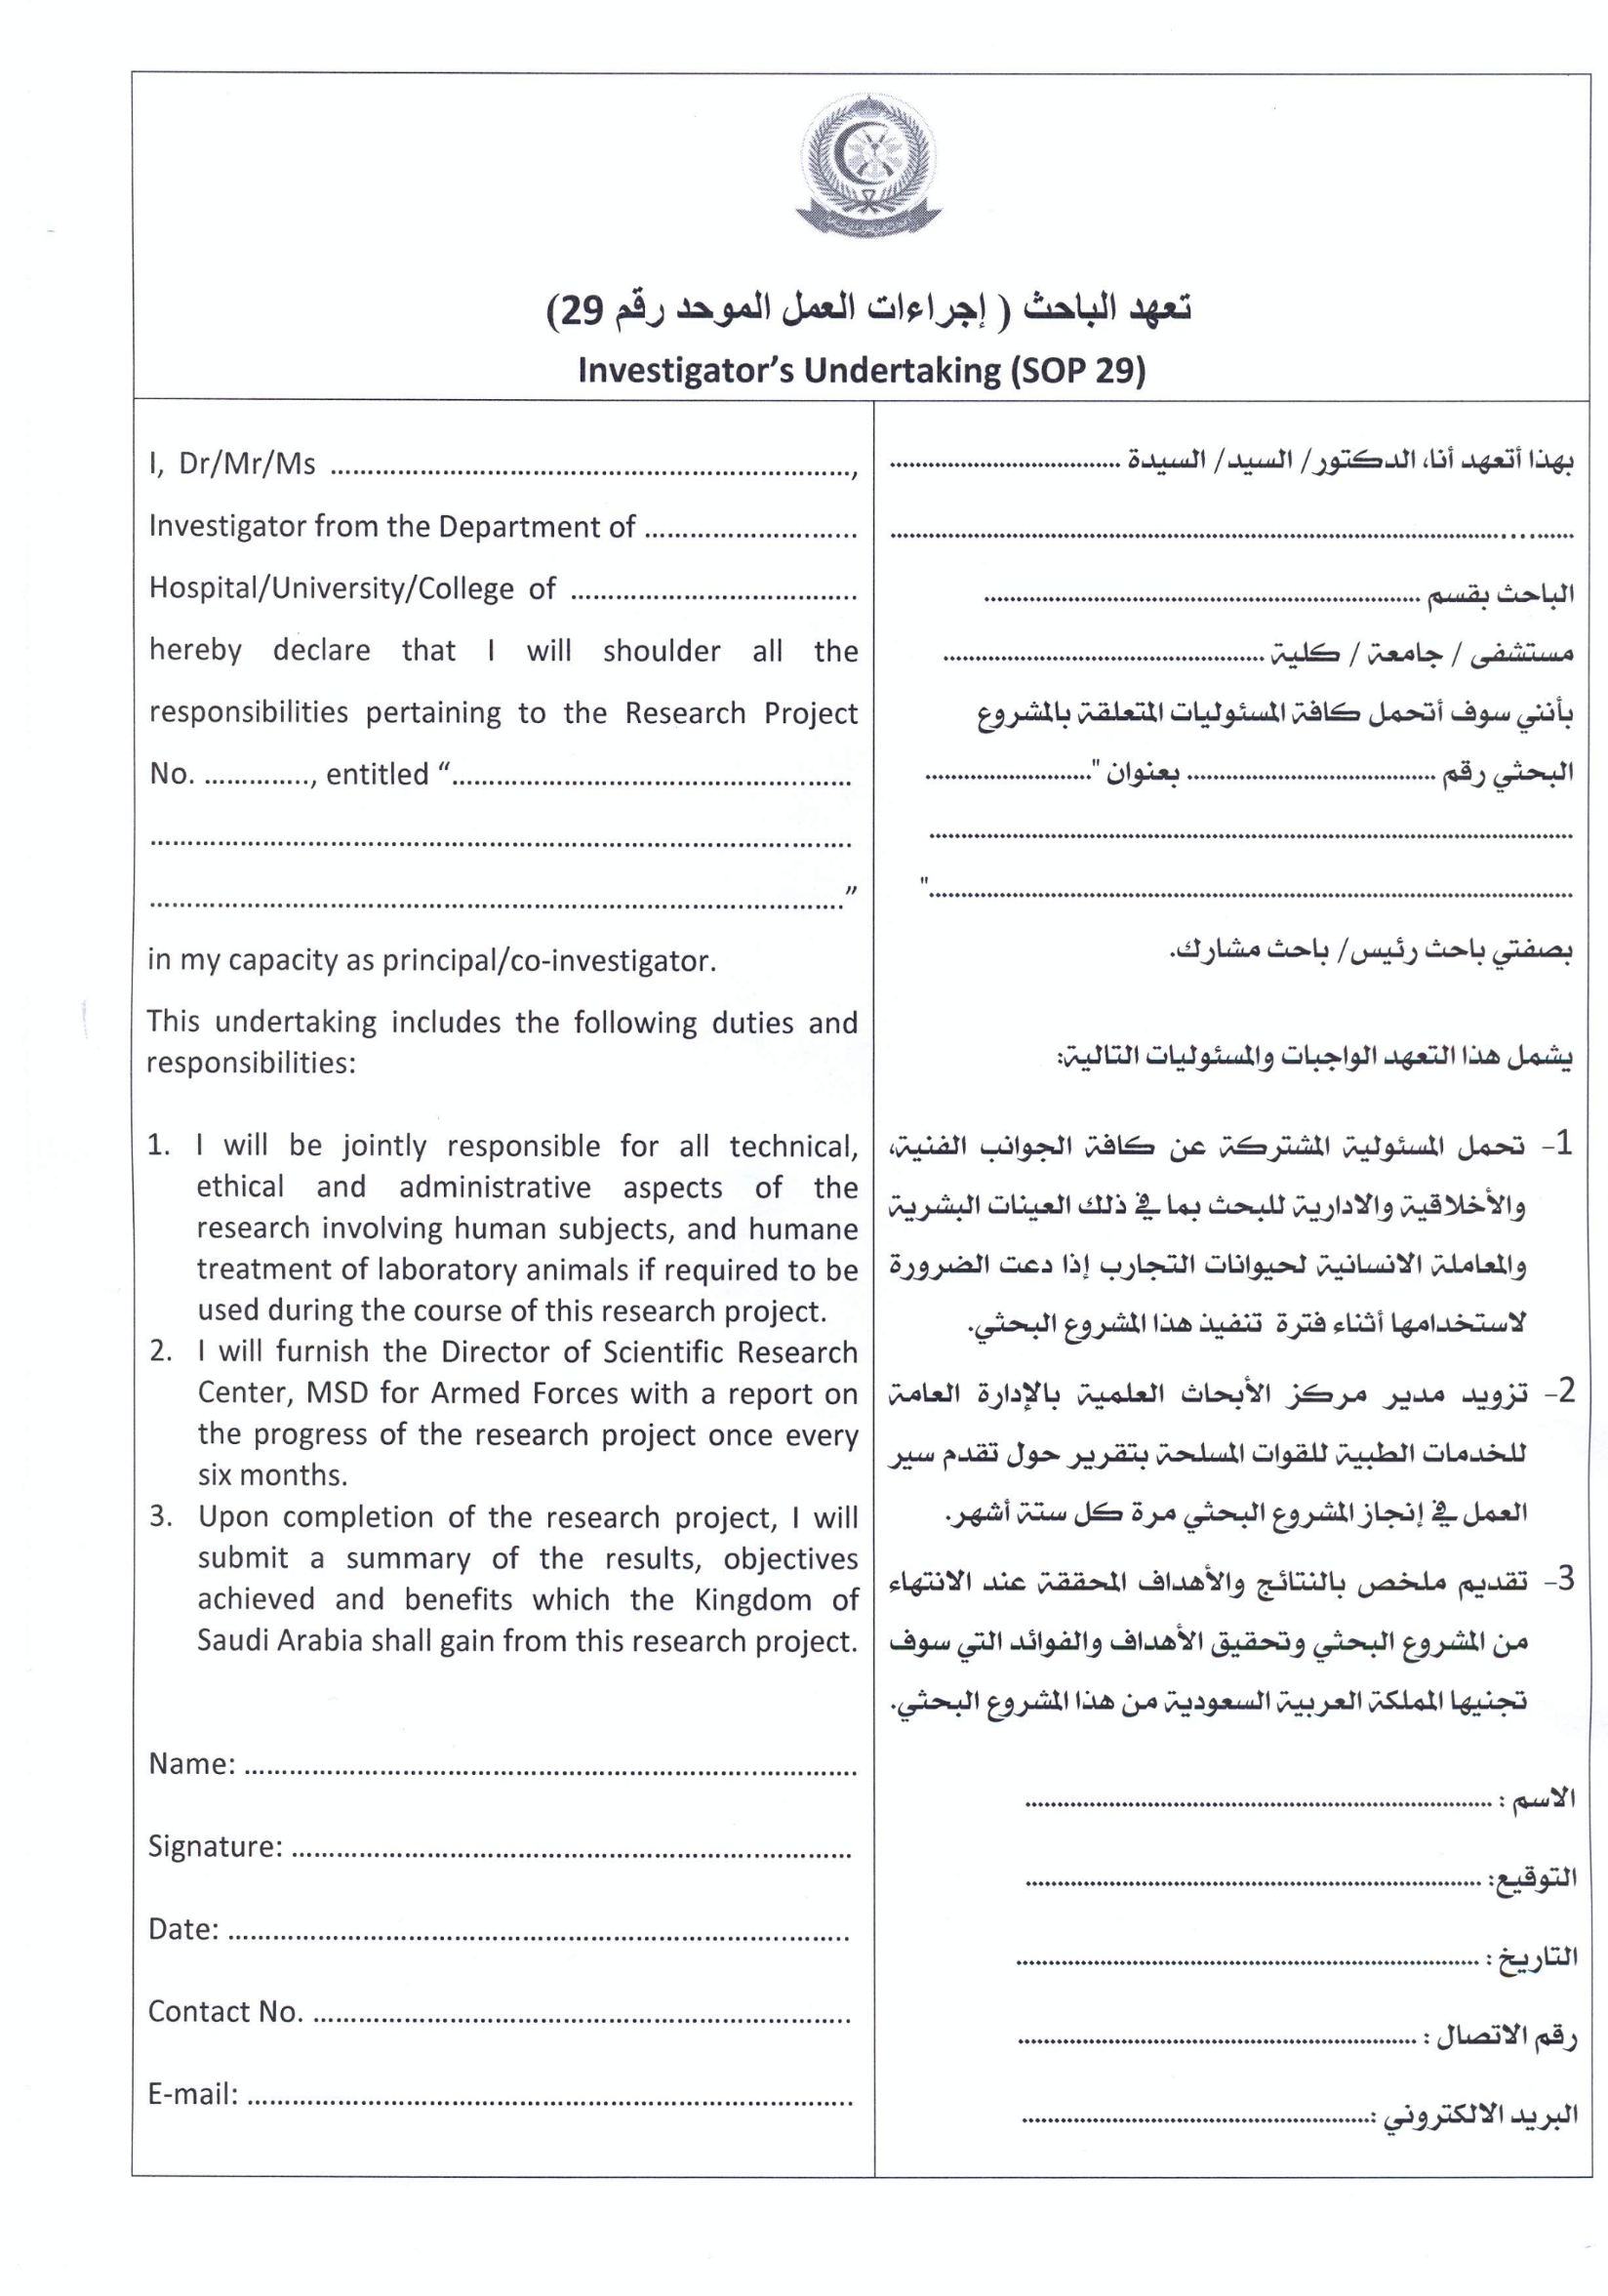 تعهد الباحث ( إجراءات العمل الموحد رقم 29)
Investigator's Undertaking (SOP 29)
I, Dr/Mr/Ms ......................................................................,
Investigator from the Department of ............................
Hospital/University/College of ......................................
hereby declare that I will shoulder all the
responsibilities pertaining to the Research Project
No. .............., entitled “.....................................................
.............................................................................................
............................................................................................”
in my capacity as principal/co-investigator.
This undertaking includes the following duties and
responsibilities:
1. I will be jointly responsible for all technical,
ethical and administrative aspects of the
research involving human subjects, and humane
treatment of laboratory animals if required to be
used during the course of this research project.
2. I will furnish the Director of Scientific Research
Center, MSD for Armed Forces with a report on
the progress of the research project once every
six months.
3. Upon completion of the research project, I will
submit a summary of the results, objectives
achieved and benefits which the Kingdom of
Saudi Arabia shall gain from this research project.
Name: .................................................................................
Signature: ..........................................................................
Date: ..................................................................................
Contact No. .......................................................................
E-mail: ................................................................................
بهذا أتعهد أنا، الدكتور/ السيد/ السيدة ....................................
..........................................................................................................
الباحث بقسم ....................................................................
مستشفى / جامعة / كلية ..................................................
بأنني سوف أتحمل كافة المسئوليات المتعلقة بالمشروع
البحثي رقم ....................................... بعنوان "..........................
....................................................................................................
...................................................................................................."
بصفتي باحث رئيس/ باحث مشارك.
يشمل هذا التعهد الواجبات والمسئوليات التالية:
1- تحمل المسئولية المشتركة عن كافة الجوانب الفنية،
والأخلاقية والادارية للبحث بما في ذلك العينات البشرية
والمعاملة الانسانية لحيوانات التجارب إذا دعت الضرورة
لاستخدامها أثناء فترة تنفيذ هذا المشروع البحثي.
2- تزويد مدير مركز الأبحاث العلمية بالإدارة العامة
للخدمات الطبية للقوات المسلحة بتقرير حول تقدم سير
العمل في إنجاز المشروع البحثي مرة كل ستة أشهر.
3- تقديم ملخص بالنتائج والأهداف المحققة عند الانتهاء
من المشروع البحثي وتحقيق الأهداف والفوائد التي سوف
تجنيها المملكة العربية السعودية من هذا المشروع البحثي.
الاسم : .........................................................................
التوقيع: .......................................................................
التاريخ : ........................................................................
رقم الاتصال : ..............................................................
البريد الالكتروني :......................................................